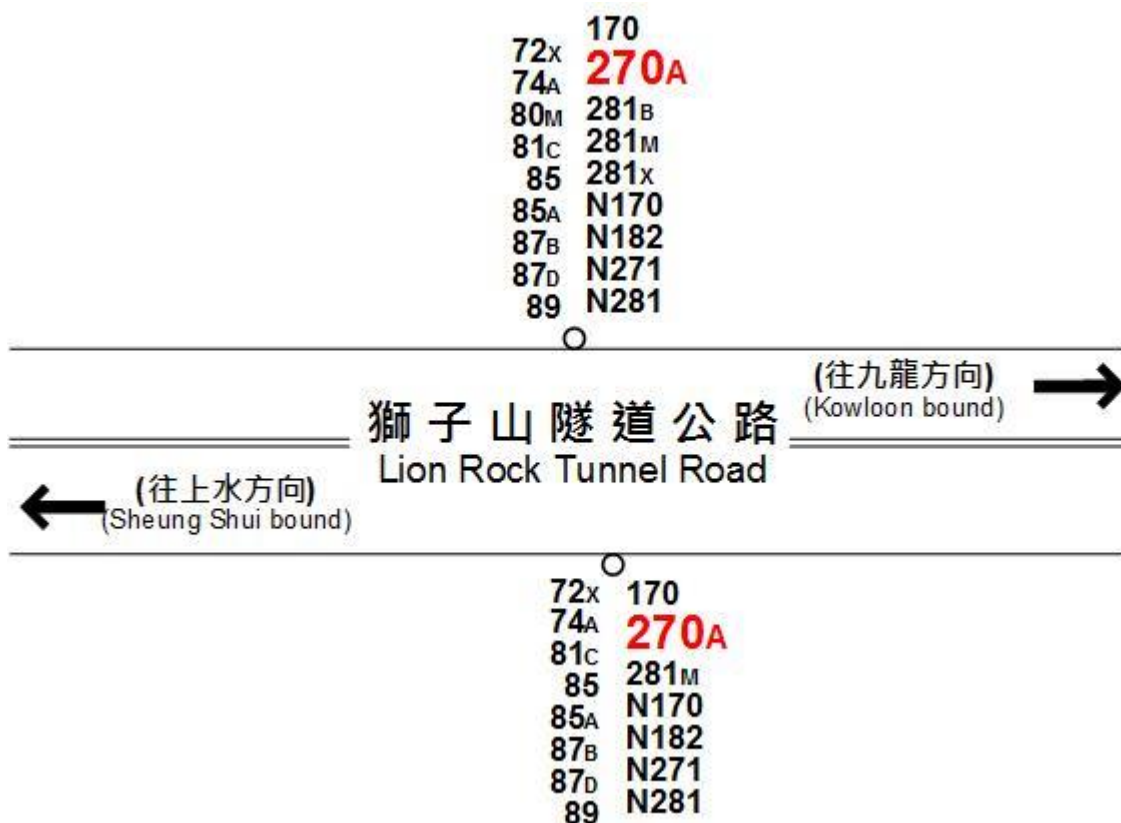 170
72X
270A
74A
281B
80M
281M
81C
281X
85
N170
85A
N182
87B
N271
87D
N281
89
(往九龍方向)
(Kowloon bound)
獅子山隧道公路
Lion Rock Tunnel Road
(往上水方向)
(Sheung Shui bound)
72X 170
74A 270A
81C
85 281M
85A N170
87B N182
87D N271
89 N281